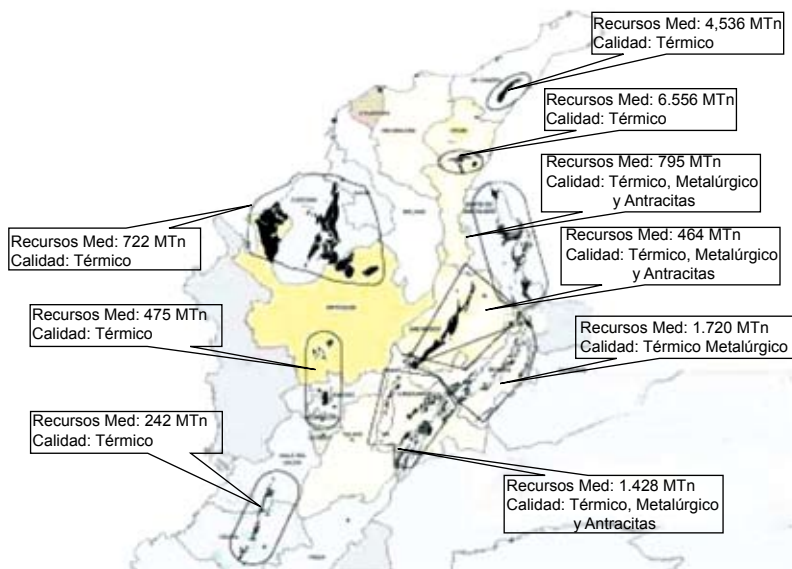 Recursos Med: 4,536 MTn
Calidad: Térmico
Recursos Med: 6.556 MTn
Calidad: Térmico
Recursos Med: 795 MTn
Calidad: Térmico, Metalúrgico
y Antracitas
Recursos Med: 464 MTn
Calidad: Térmico, Metalúrgico
y Antracitas
Recursos Med: 722 MTn
Calidad: Térmico
Recursos Med: 475 MTn
Calidad: Térmico
Recursos Med: 1.720 MTn
Calidad: Térmico Metalúrgico
Recursos Med: 242 MTn
Calidad: Térmico
Recursos Med: 1.428 MTn
Calidad: Térmico, Metalúrgico
y Antracitas